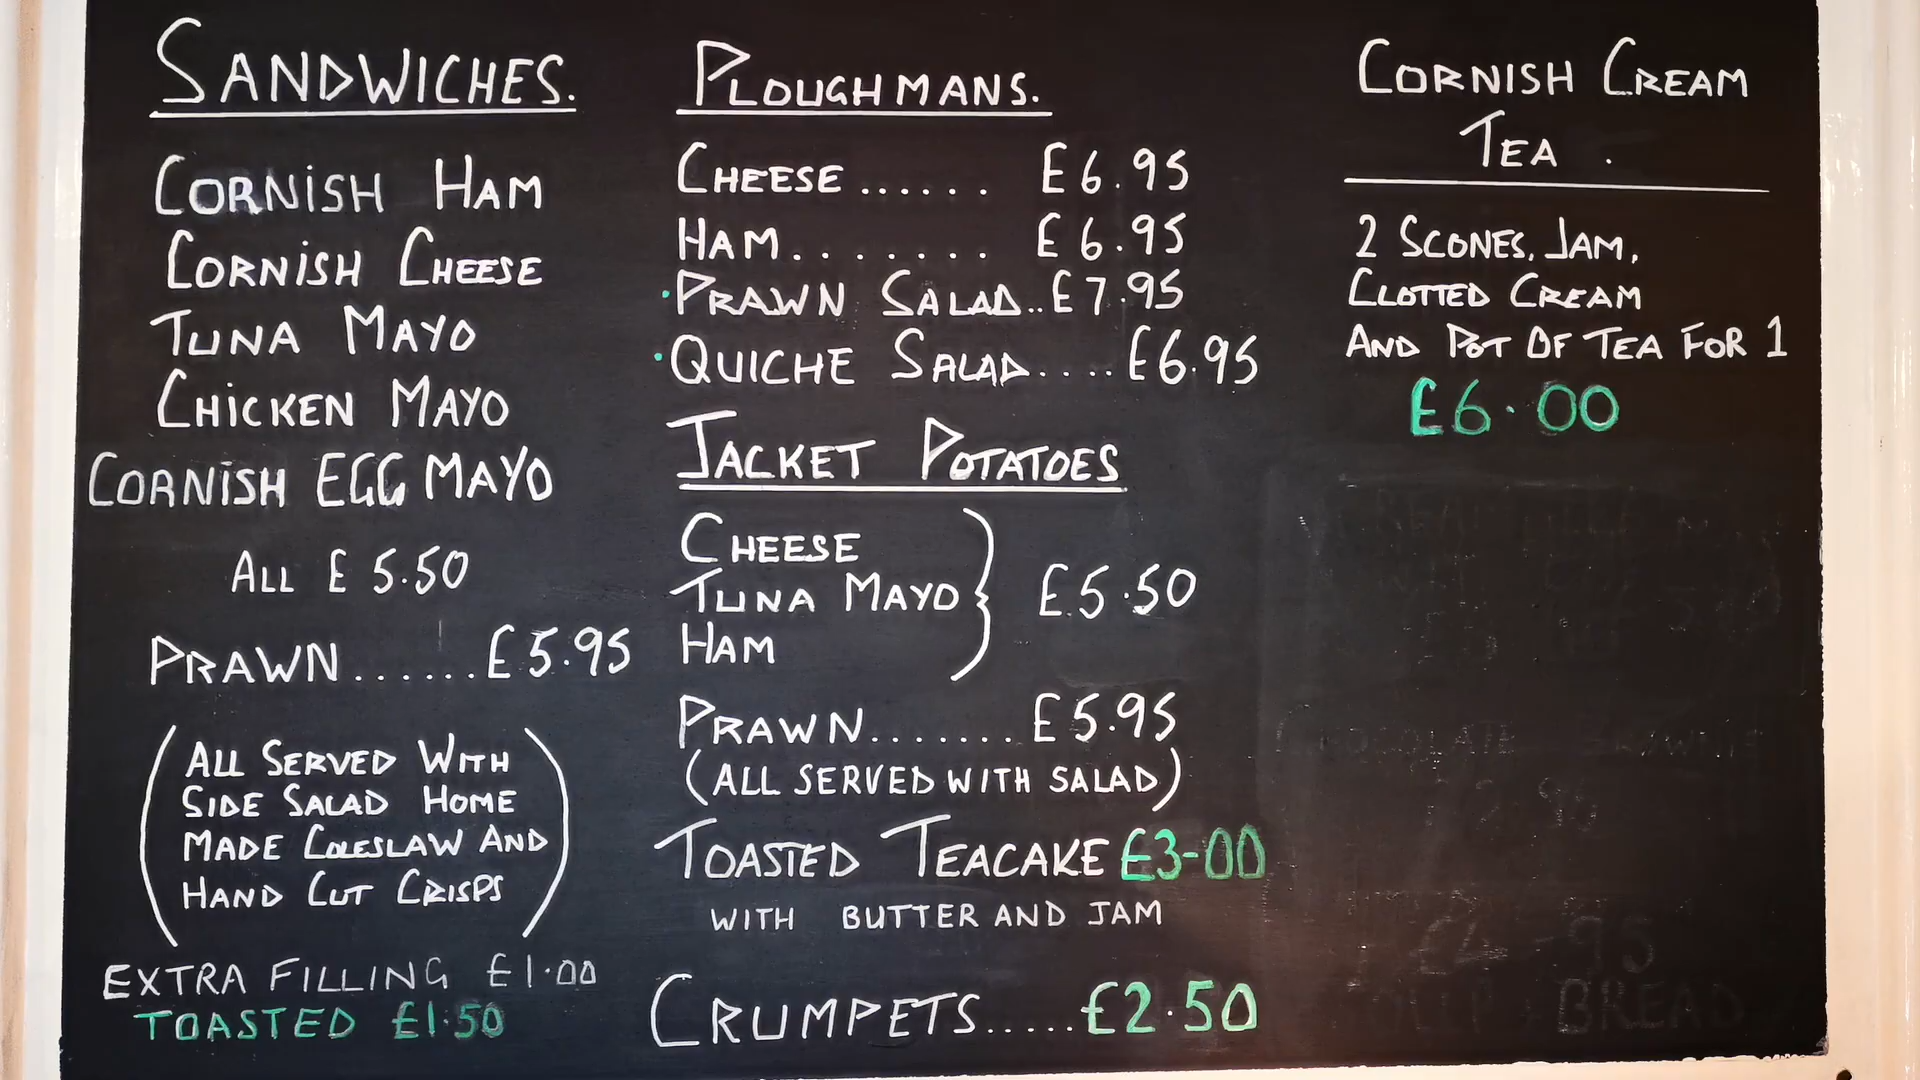 SANDWICHES.
CORNISH HAM
CORNISH CHEESE
TUNA MAYO
CHICKEN MAYO
CORNISH EGG MAYO
ALL £5.50
PRAWN......£5.95
(ALL SERVED WITH
SIDE SALAD HOME
MADE COLESLAW AND
HAND CUT CRISPS)
EXTRA FILLING £1.00
TOASTED £1.50
PLOUGHMANS.
CHEESE...... £6.95
HAM....... £6.95
·PRAWN SALAD..£7.95
·QUICHE SALAD....£6.95
JACKET POTATOES
CHEESE
TUNA MAYO } £5.50
HAM
PRAWN.......£5.95
(ALL SERVED WITH SALAD)
TOASTED TEACAKE £3-00
WITH BUTTER AND JAM
CRUMPETS.....£2.50
CORNISH CREAM
TEA .
2 SCONES, JAM,
CLOTTED CREAM
AND POT OF TEA FOR 1
£6.00
BREAD